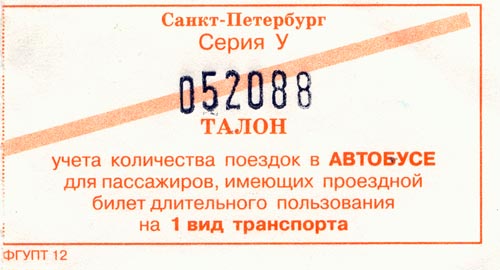 Санкт-Петербург
Серия У
052088
ТАЛОН
учета количества поездок в АВТОБУСЕ
для пассажиров, имеющих проездной
билет длительного пользования
на 1 вид транспорта
ФГУПТ 12